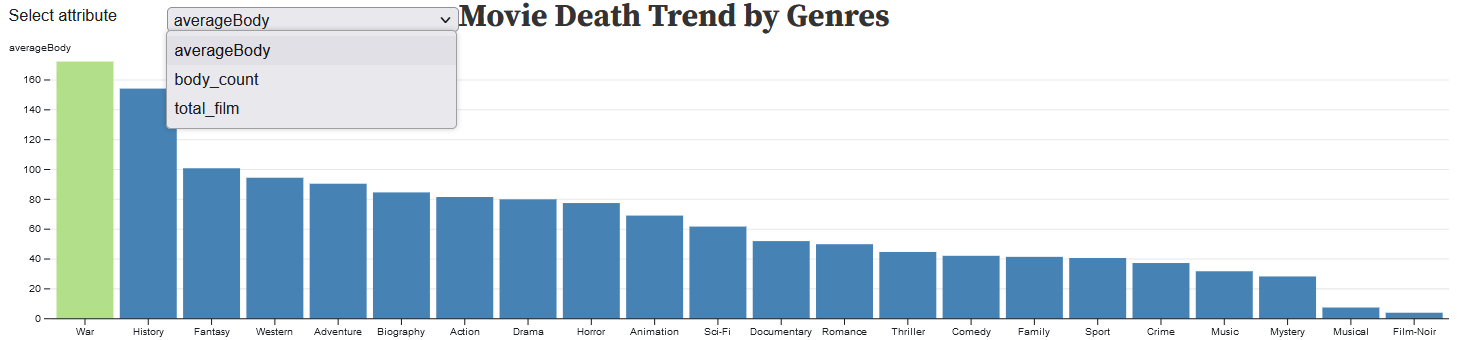 Select attribute
averageBody
Movie Death Trend by Genres
averageBody
body_count
total_film
averageBody
160
140
120
100
80
60
40
20
0
War History Fantasy Western Adventure Biography Action Drama Horror Animation Sci-Fi Documentary Romance Thriller Comedy Family Sport Crime Music Mystery Musical Film-Noir